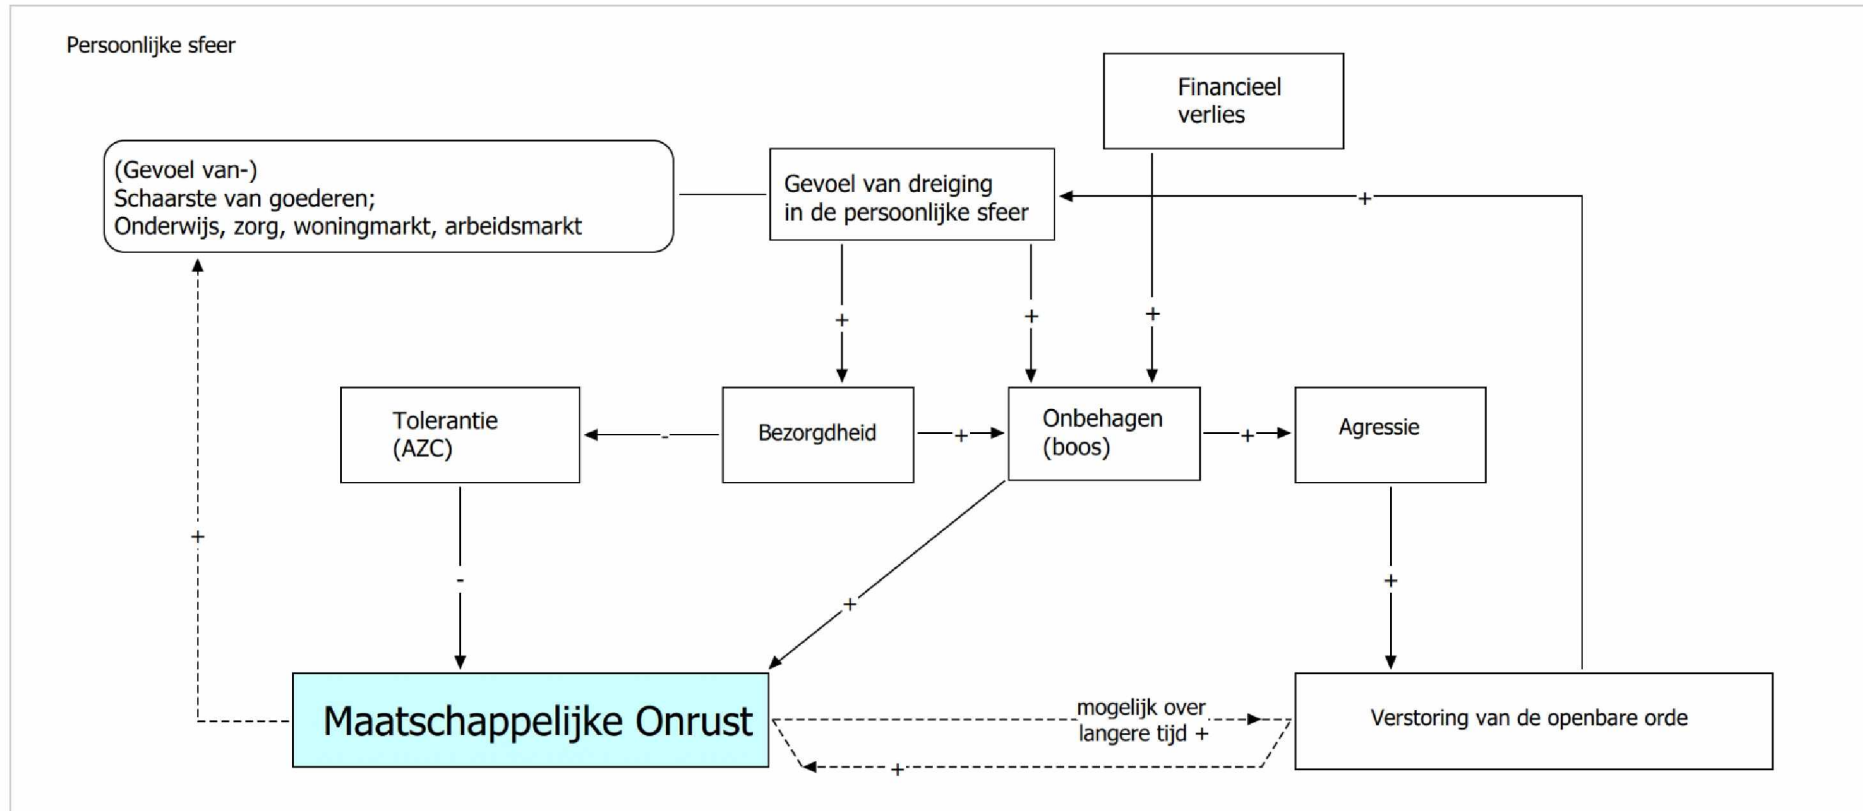 Persoonlijke sfeer
Financieel
verlies
(Gevoel van-)
Schaarste van goederen;
Onderwijs, zorg, woningmarkt, arbeidsmarkt
Gevoel van dreiging
in de persoonlijke sfeer
+
+
+
+
Tolerantie
(AZC)
-
Bezorgdheid
+
Onbehagen
(boos)
+
Agressie
+
-
+
+
Maatschappelijke Onrust
mogelijk over
langere tijd +
+
Verstoring van de openbare orde